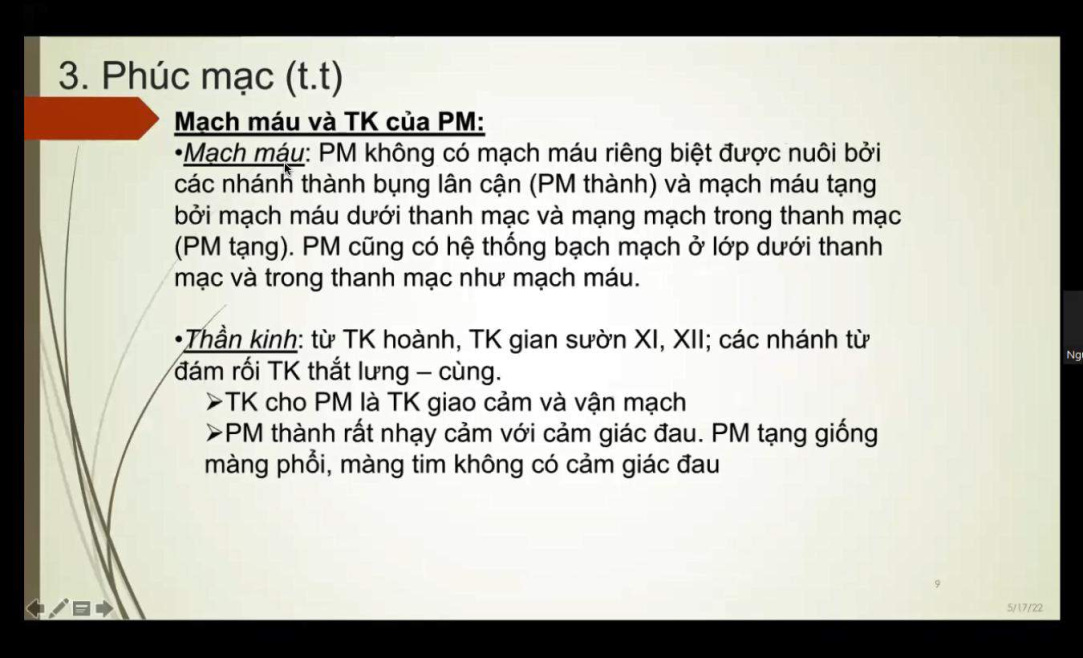 3. Phúc mạc (t.t)
Mạch máu và TK của PM:
•Mạch máu: PM không có mạch máu riêng biệt được nuôi bởi
các nhánh thành bụng lân cận (PM thành) và mạch máu tạng
bởi mạch máu dưới thanh mạc và mạng mạch trong thanh mạc
(PM tạng). PM cũng có hệ thống bạch mạch ở lớp dưới thanh
mạc và trong thanh mạc như mạch máu.
•Thần kinh: từ TK hoành, TK gian sườn XI, XII; các nhánh từ
đám rối TK thắt lưng – cùng.
➢TK cho PM là TK giao cảm và vận mạch
➢PM thành rất nhạy cảm với cảm giác đau. PM tạng giống
màng phổi, màng tim không có cảm giác đau
9
5/17/22